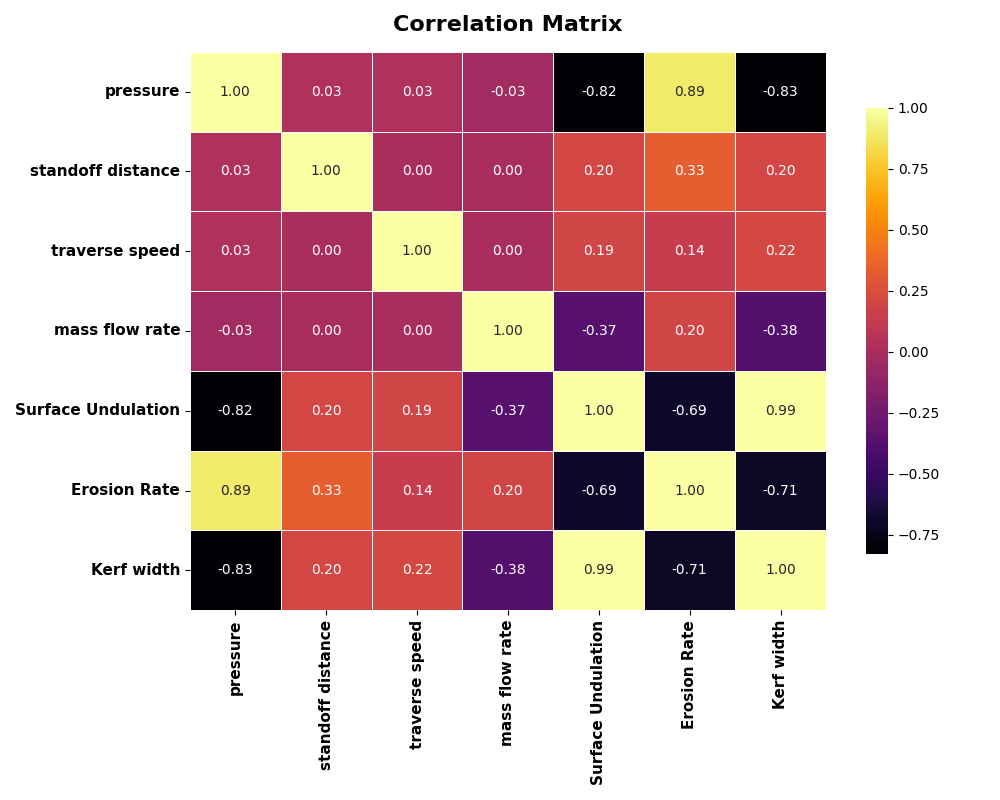 Correlation Matrix
pressure 1.00 0.03 0.03 -0.03 -0.82 0.89 -0.83
standoff distance 0.03 1.00 0.00 0.00 0.20 0.33 0.20
traverse speed 0.03 0.00 1.00 0.00 0.19 0.14 0.22
mass flow rate -0.03 0.00 0.00 1.00 -0.37 0.20 -0.38
Surface Undulation -0.82 0.20 0.19 -0.37 1.00 -0.69 0.99
Erosion Rate 0.89 0.33 0.14 0.20 -0.69 1.00 -0.71
Kerf width -0.83 0.20 0.22 -0.38 0.99 -0.71 1.00
pressure
standoff distance
traverse speed
mass flow rate
Surface Undulation
Erosion Rate
Kerf width
1.00
0.75
0.50
0.25
0.00
−0.25
−0.50
−0.75